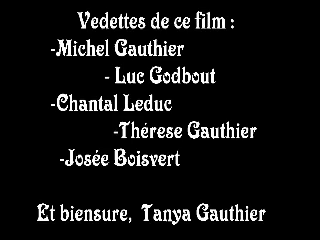 Vedettes de ce film :
-Michel Gauthier
- Luc Godbout
-Chantal Leduc
-Thérese Gauthier
-Josée Boisvert
Et biensure, Tanya Gauthier